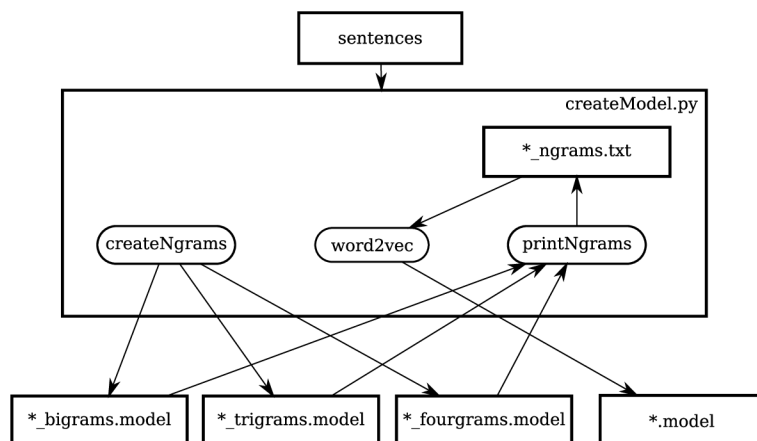 sentences
createModel.py
*_ngrams.txt
createNgrams
word2vec
printNgrams
*_bigrams.model
*_trigrams.model
*_fourgrams.model
*.model